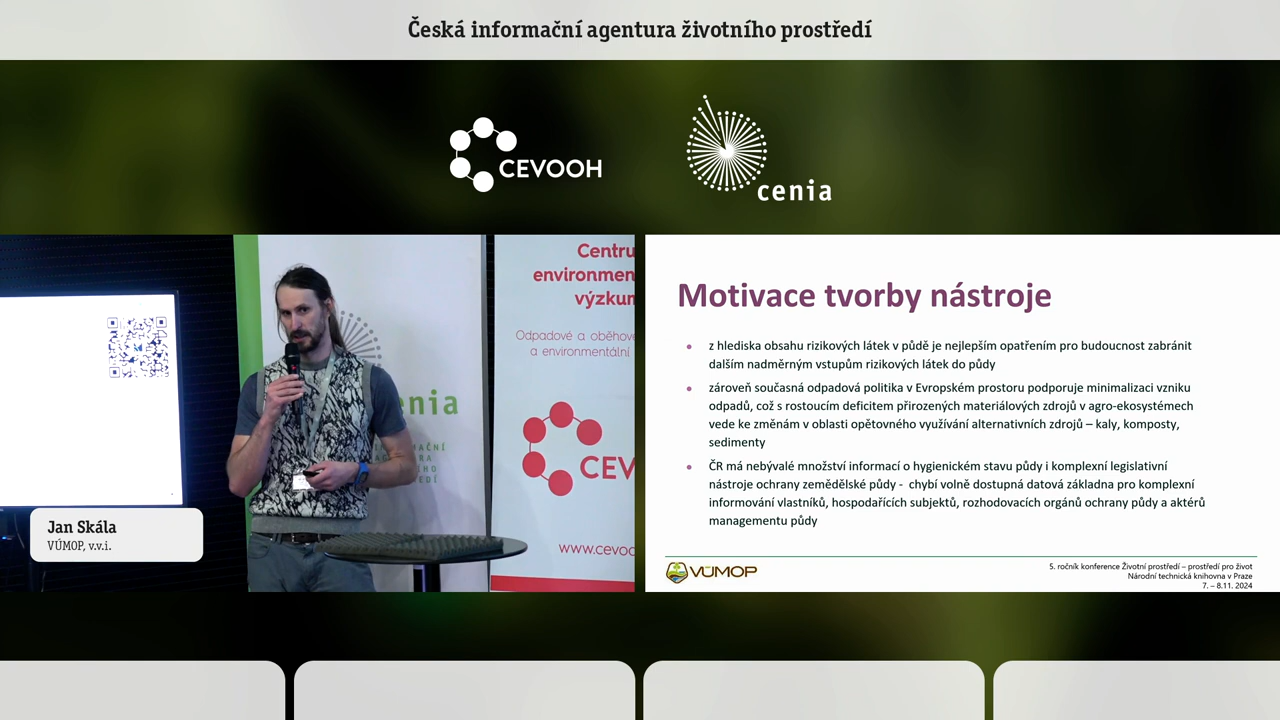 Česká informační agentura životního prostředí
CEVOOH
cenia
Centru
environmen
výzkum
Odpadové a oběhov
a environmentální
CEV
www.cevoo
enia
Jan Skála
VÚMOP, v.v.i.
Motivace tvorby nástroje
• z hlediska obsahu rizikových látek v půdě je nejlepším opatřením pro budoucnost zabránit
dalším nadměrným vstupům rizikových látek do půdy
• zároveň současná odpadová politika v Evropském prostoru podporuje minimalizaci vzniku
odpadů, což s rostoucím deficitem přirozených materiálových zdrojů v agro-ekosystémech
vede ke změnám v oblasti opětovného využívání alternativních zdrojů – kaly, komposty,
sedimenty
• ČR má nebývalé množství informací o hygienickém stavu půdy i komplexní legislativní
nástroje ochrany zemědělské půdy - chybí volně dostupná datová základna pro komplexní
informování vlastníků, hospodařících subjektů, rozhodovacích orgánů ochrany půdy a aktérů
managementu půdy
VÚMOP
5. ročník konference Životní prostředí – prostředí pro život
Národní technická knihovna v Praze
7. – 8.11. 2024